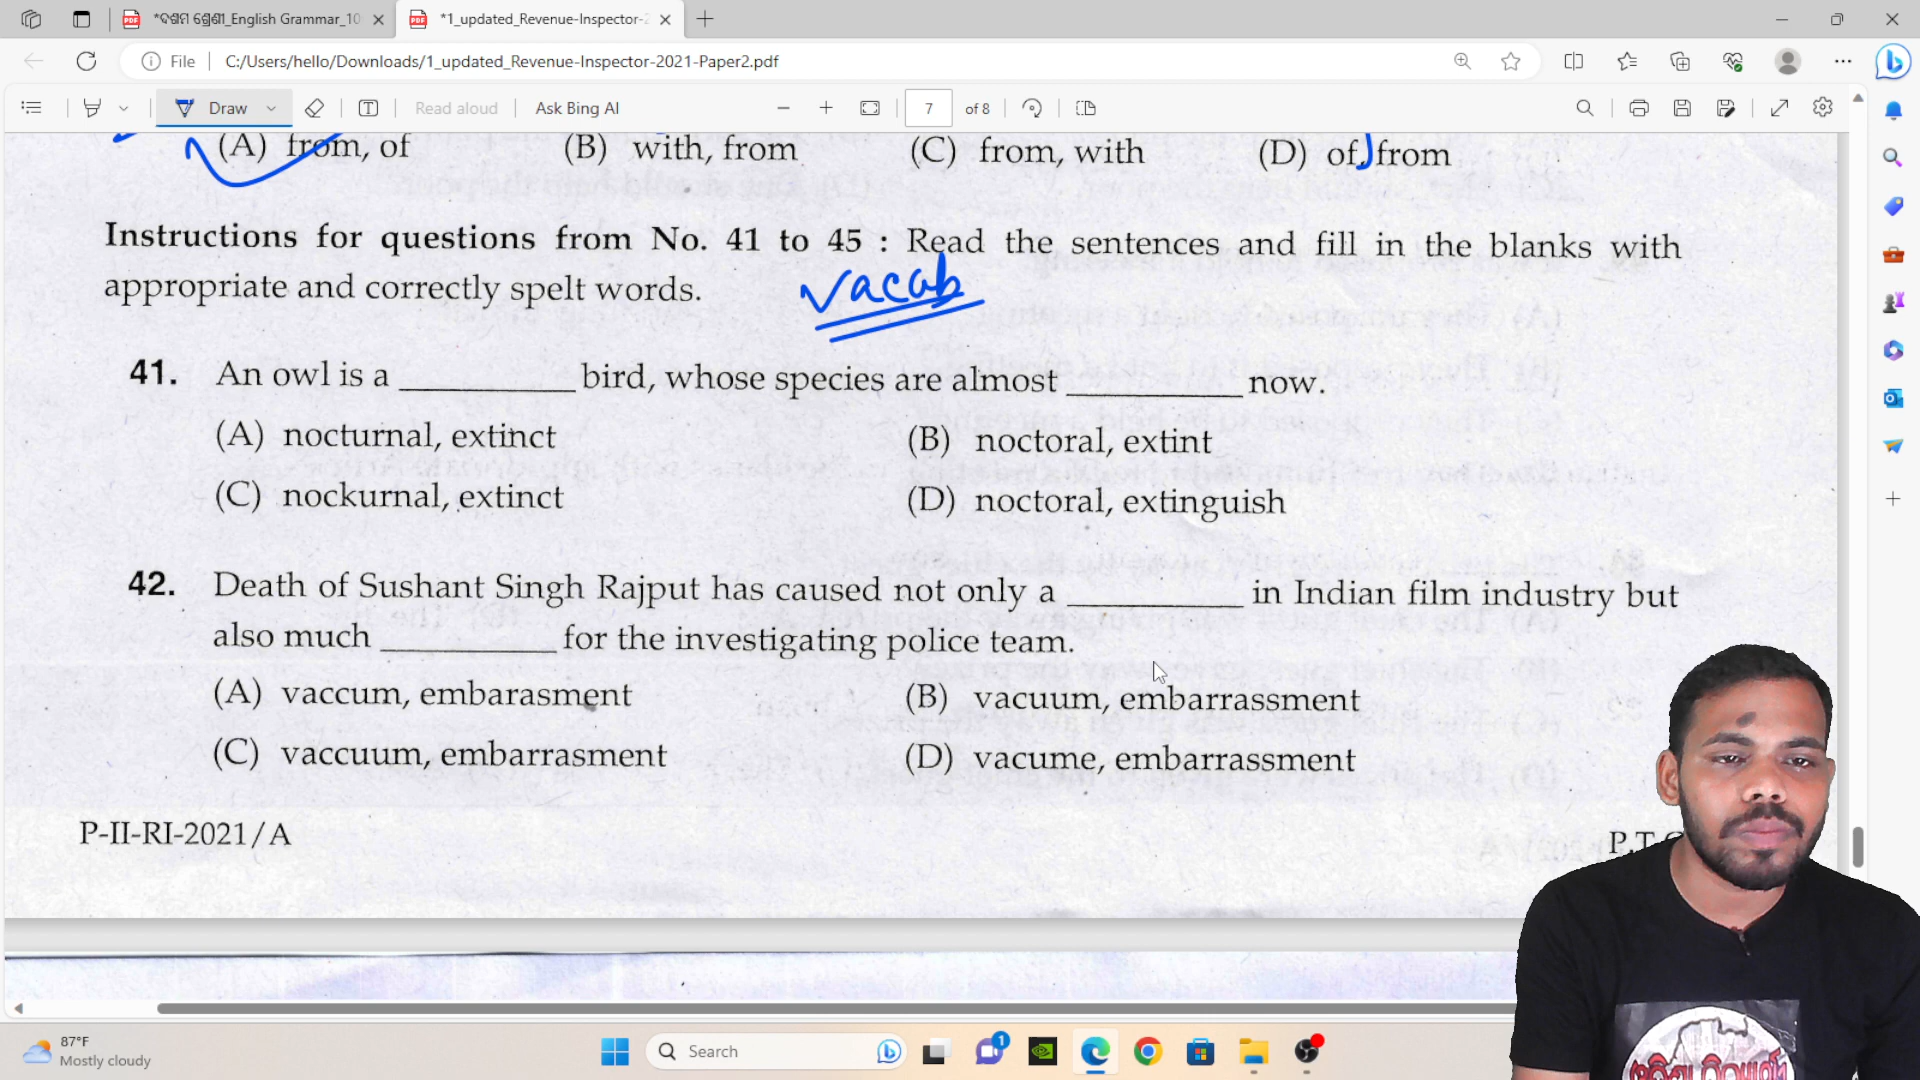 *ଦଶମ ଶ୍ରେଣୀ_English Grammar_10
*1_updated_Revenue-Inspector-2
File
C:/Users/hello/Downloads/1_updated_Revenue-Inspector-2021-Paper2.pdf
Draw
Read aloud
Ask Bing AI
7
of 8
(A) from, of (B) with, from (C) from, with (D) of, from
Instructions for questions from No. 41 to 45 : Read the sentences and fill in the blanks with
appropriate and correctly spelt words.
vacab
41. An owl is a __________ bird, whose species are almost __________ now.
(A) nocturnal, extinct (B) noctoral, extint
(C) nockurnal, extinct (D) noctoral, extinguish
42. Death of Sushant Singh Rajput has caused not only a __________ in Indian film industry but
also much __________ for the investigating police team.
(A) vaccum, embarasment (B) vacuum, embarrassment
(C) vaccuum, embarrasment (D) vacume, embarrassment
P-II-RI-2021/A
P.T.
87°F
Mostly cloudy
Search
1